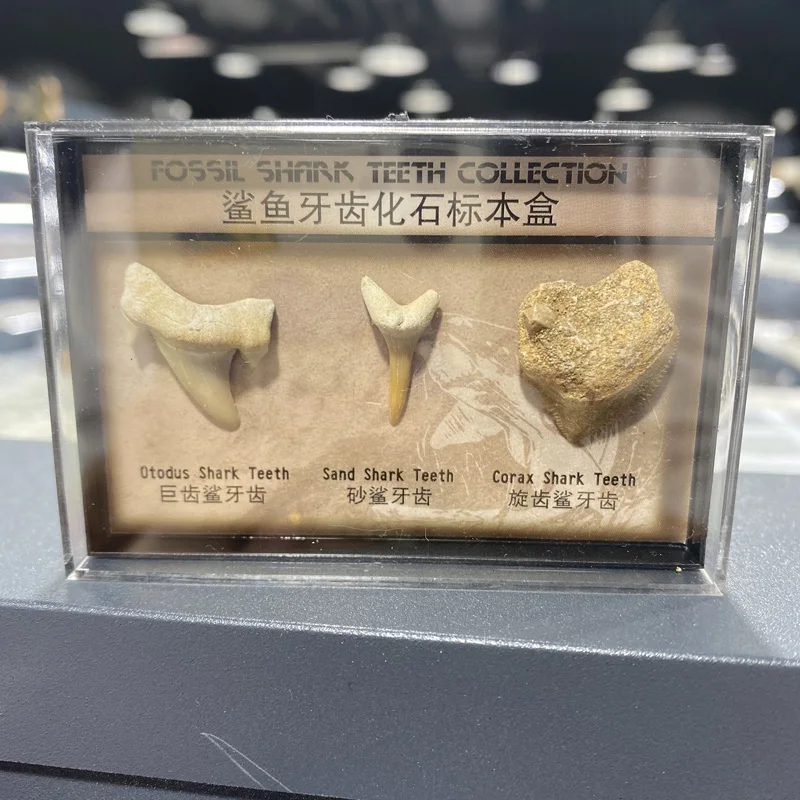 FOSSIL SHARK TEETH COLLECTION
鲨鱼牙齿化石标本盒
Otodus Shark Teeth
巨齿鲨牙齿
Sand Shark Teeth
砂鲨牙齿
Corax Shark Teeth
旋齿鲨牙齿